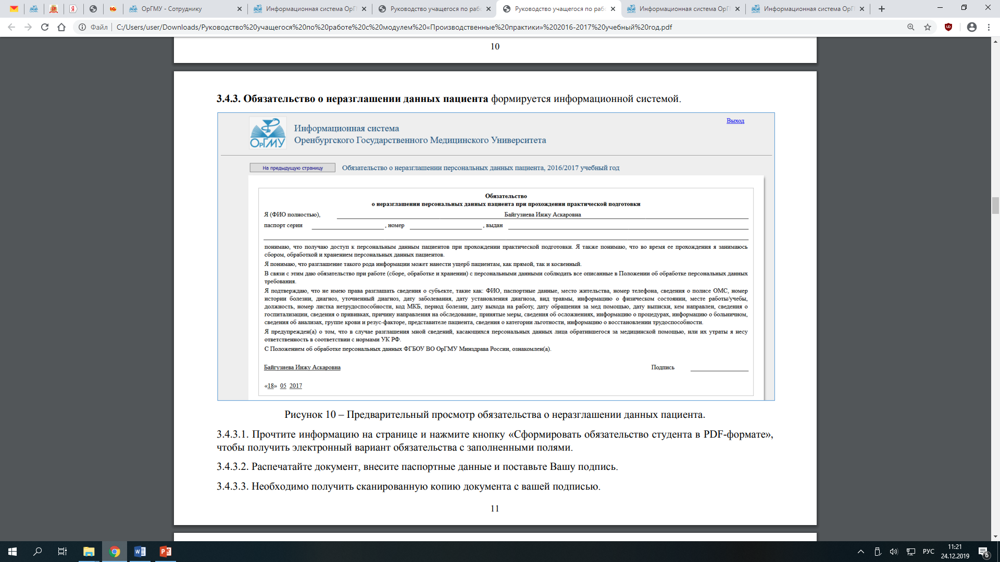 ОрГМУ - Сотруднику
Информационная система ОрГ
Руководство учащегося по раб
Руководство учащегося по раб
Информационная система ОрГ
Информационная система ОрГ
Файл
C:/Users/user/Downloads/Руководство%20учащегося%20по%20работе%20с%20модулем%20«Производственные%20практики»%202016-2017%20учебный%20год.pdf
10
3.4.3. Обязательство о неразглашении данных пациента формируется информационной системой.
ОрГМУ
Информационная система
Оренбургского Государственного Медицинского Университета
Выход
На предыдущую страницу
Обязательство о неразглашении персональных данных пациента, 2016/2017 учебный год
Обязательство
о неразглашении персональных данных пациента при прохождении практической подготовки
Я (ФИО полностью), Байгузиева Инжу Аскаровна
паспорт серии , номер , выдан
понимаю, что получаю доступ к персональным данным пациентов при прохождении практической подготовки. Я также понимаю, что во время ее прохождения я занимаюсь
сбором, обработкой и хранением персональных данных пациентов.
Я понимаю, что разглашение такого рода информации может нанести ущерб пациентам, как прямой, так и косвенный.
В связи с этим даю обязательство при работе (сборе, обработке и хранении) с персональными данными соблюдать все описанные в Положении об обработке персональных данных
требования.
Я подтверждаю, что не имею права разглашать сведения о субъекте, такие как: ФИО, паспортные данные, место жительства, номер телефона, сведения о полисе ОМС, номер
истории болезни, диагноз, уточненный диагноз, дату заболевания, дату установления диагноза, вид травмы, информацию о физическом состоянии, месте работы/учебы,
должность, номер листка нетрудоспособности, код МКБ, период болезни, дату выхода на работу, дату обращения за мед помощью, дату выписки, кем направлен, сведения о
госпитализации, сведения о прививках, причину направления на обследование, принятые меры, сведения об осложнениях, информацию о процедурах, информацию о больничном,
сведения об анализах, группе крови и резус-факторе, представителе пациента, сведения о категории льготности, информацию о восстановлении трудоспособности.
Я предупрежден(а) о том, что в случае разглашения мной сведений, касающихся персональных данных лица обратившегося за медицинской помощью, или их утраты я несу
ответственность в соответствии с нормами УК РФ.
С Положением об обработке персональных данных ФГБОУ ВО ОрГМУ Минздрава России, ознакомлен(а).
Байгузиева Инжу Аскаровна
Подпись
«18» 05 2017
Рисунок 10 – Предварительный просмотр обязательства о неразглашении данных пациента.
3.4.3.1. Прочтите информацию на странице и нажмите кнопку «Сформировать обязательство студента в PDF-формате»,
чтобы получить электронный вариант обязательства с заполненными полями.
3.4.3.2. Распечатайте документ, внесите паспортные данные и поставьте Вашу подпись.
3.4.3.3. Необходимо получить сканированную копию документа с вашей подписью.
11
РУС
11:21
24.12.2019
6